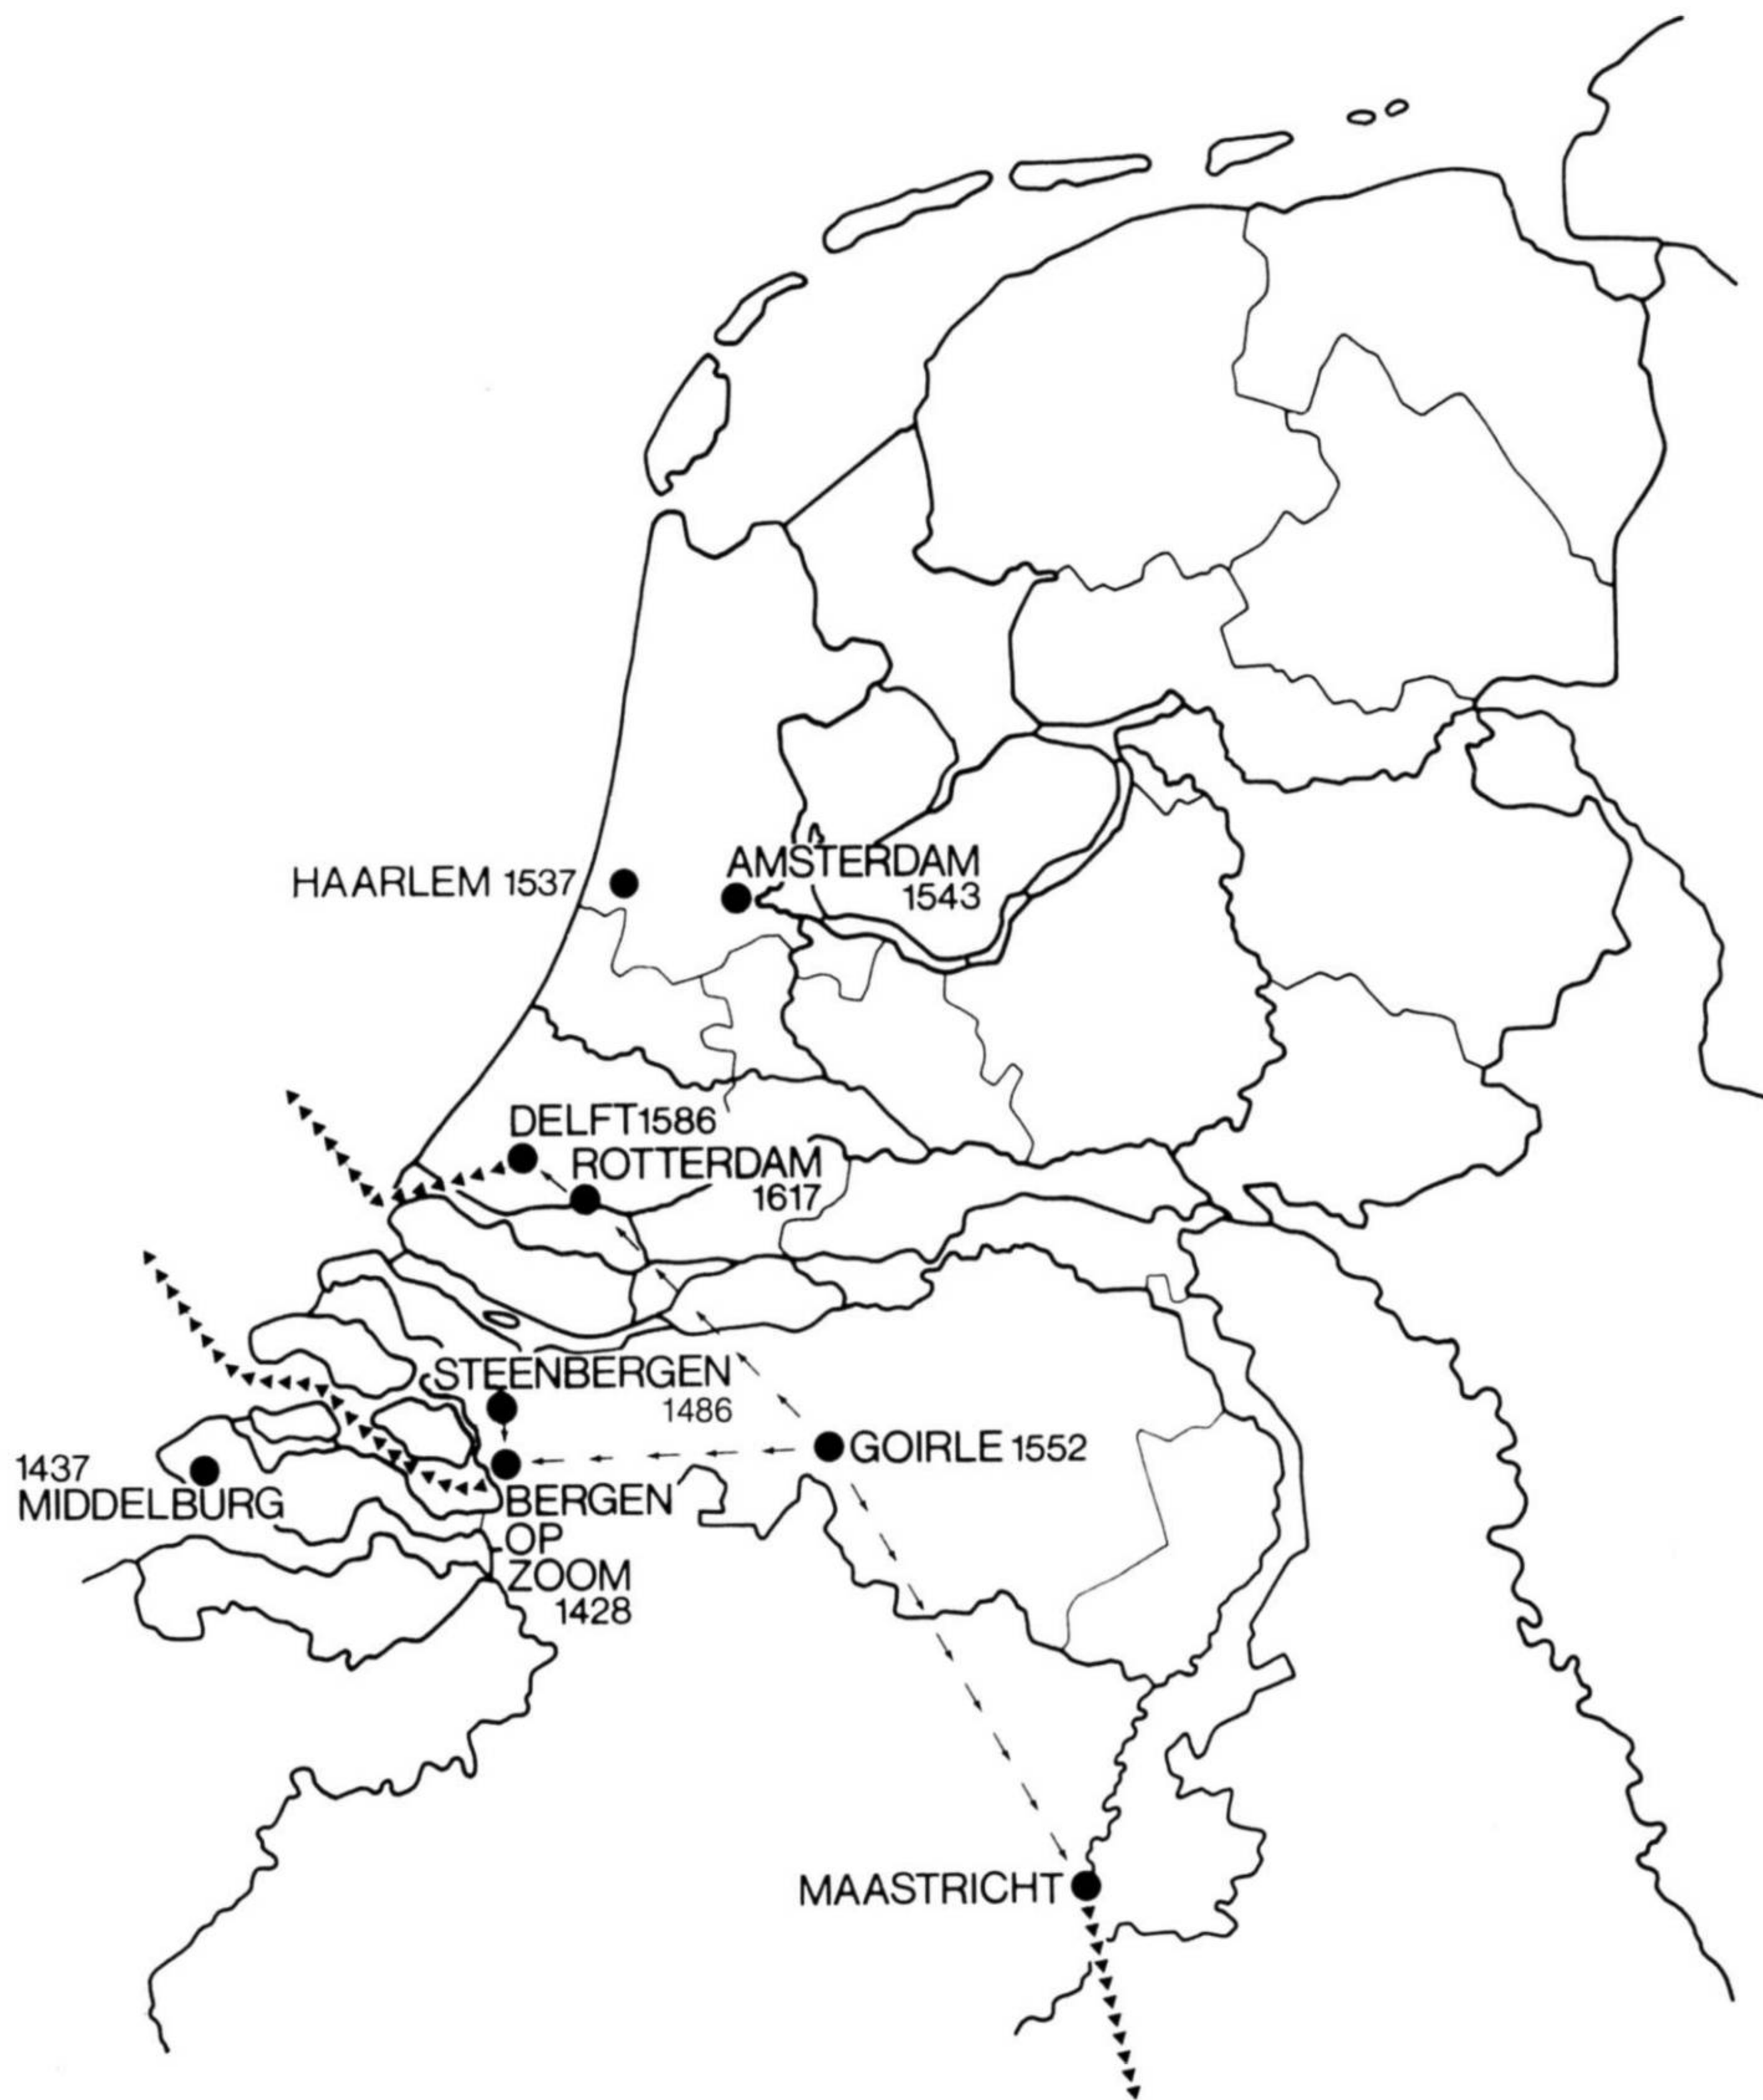 HAARLEM 1537
AMSTERDAM
1543
DELFT 1586
ROTTERDAM
1617
STEENBERGEN
1486
GOIRLE 1552
1437
MIDDELBURG
BERGEN
OP
ZOOM
1428
MAASTRICHT